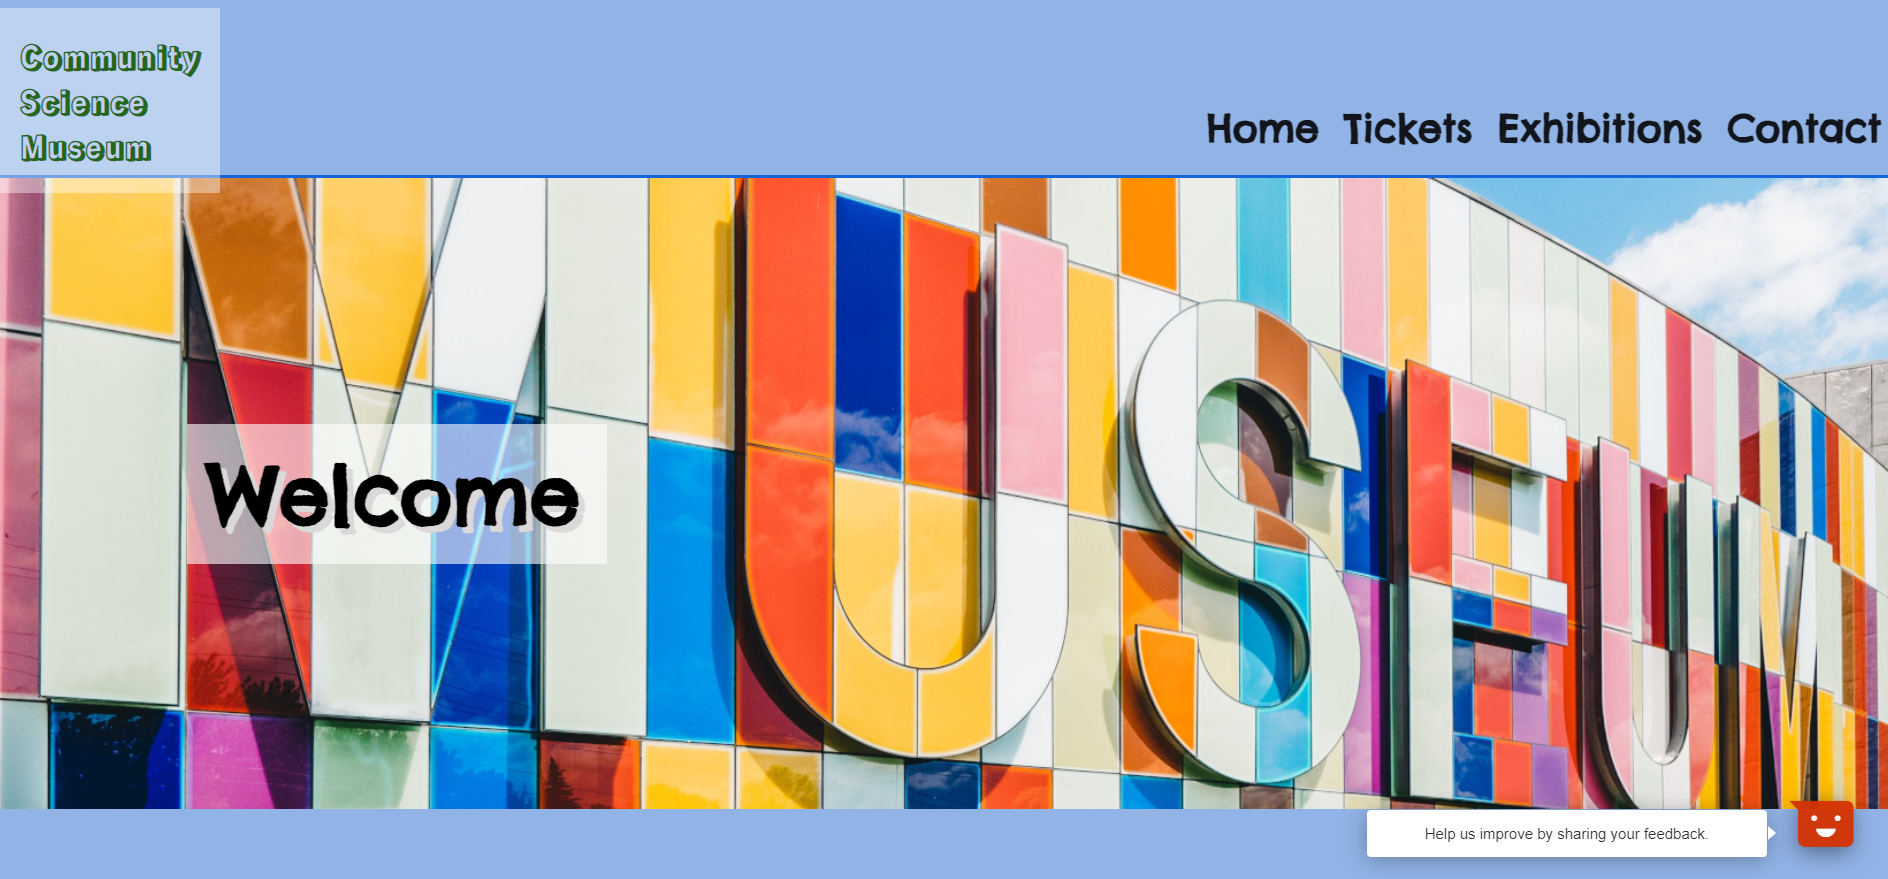 Community
Science
Museum
Home Tickets Exhibitions Contact
MUSEUM
Welcome
Help us improve by sharing your feedback.